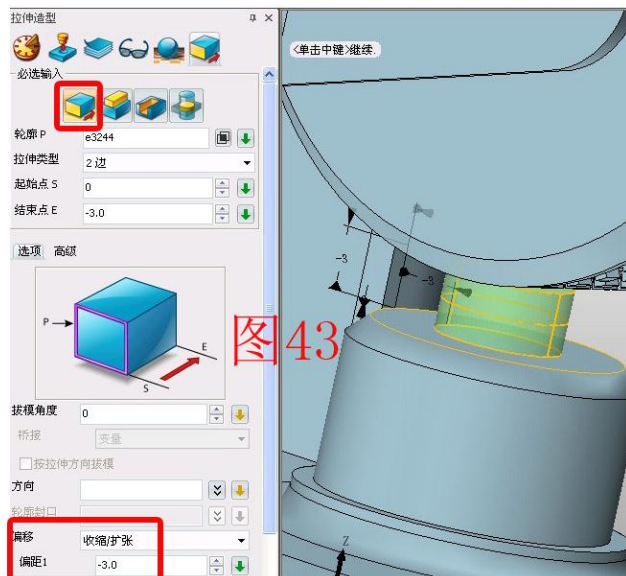 拉伸造型
必选输入
轮廓 P e3244
拉伸类型 2 边
起始点 S 0
结束点 E -3.0
选项 高级
P
E
S
拔模角度 0
桥接 变量
按拉伸方向拔模
方向
轮廓封口
偏移 收缩/扩张
偏距1 -3.0
<单击中键>继续.
-3
-3
图43
Z